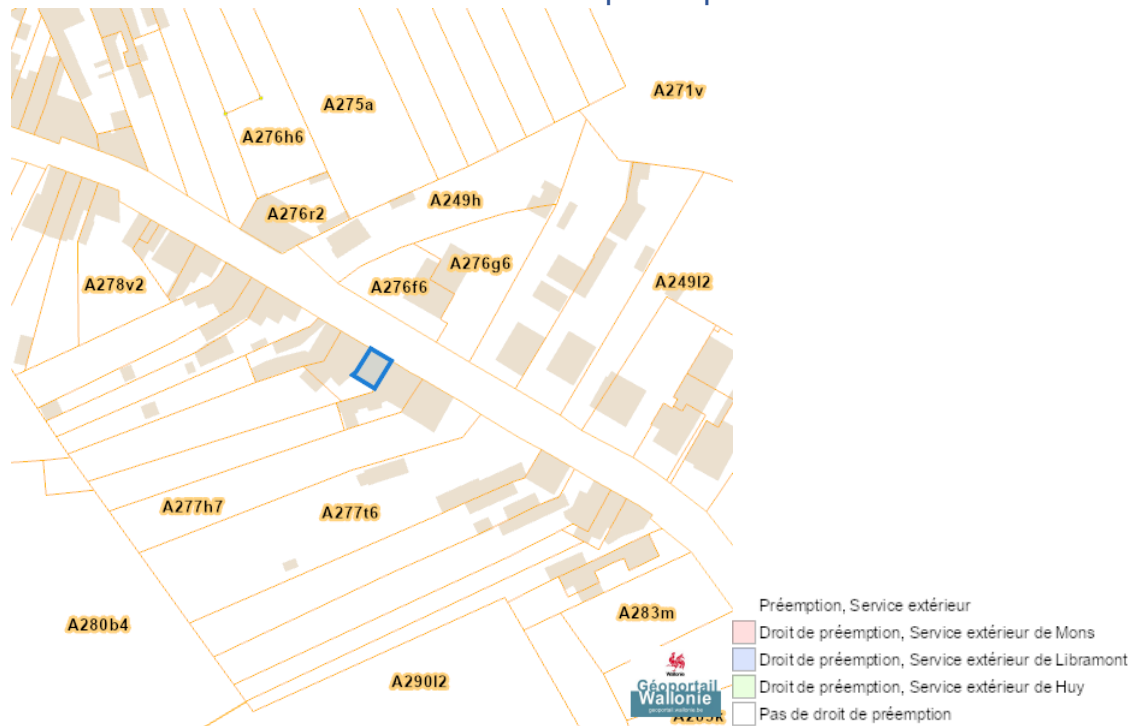 A271v
A275a
A276h6
A249h
A276r2
A276g6
A278v2
A276f6
A249l2
A277h7
A277t6
A280b4
A283m
A290l2
Préemption, Service extérieur
Droit de préemption, Service extérieur de Mons
Droit de préemption, Service extérieur de Libramont
Droit de préemption, Service extérieur de Huy
Pas de droit de préemption
Wallonie
Géoportail
Wallonie
geoportail.wallonie.be